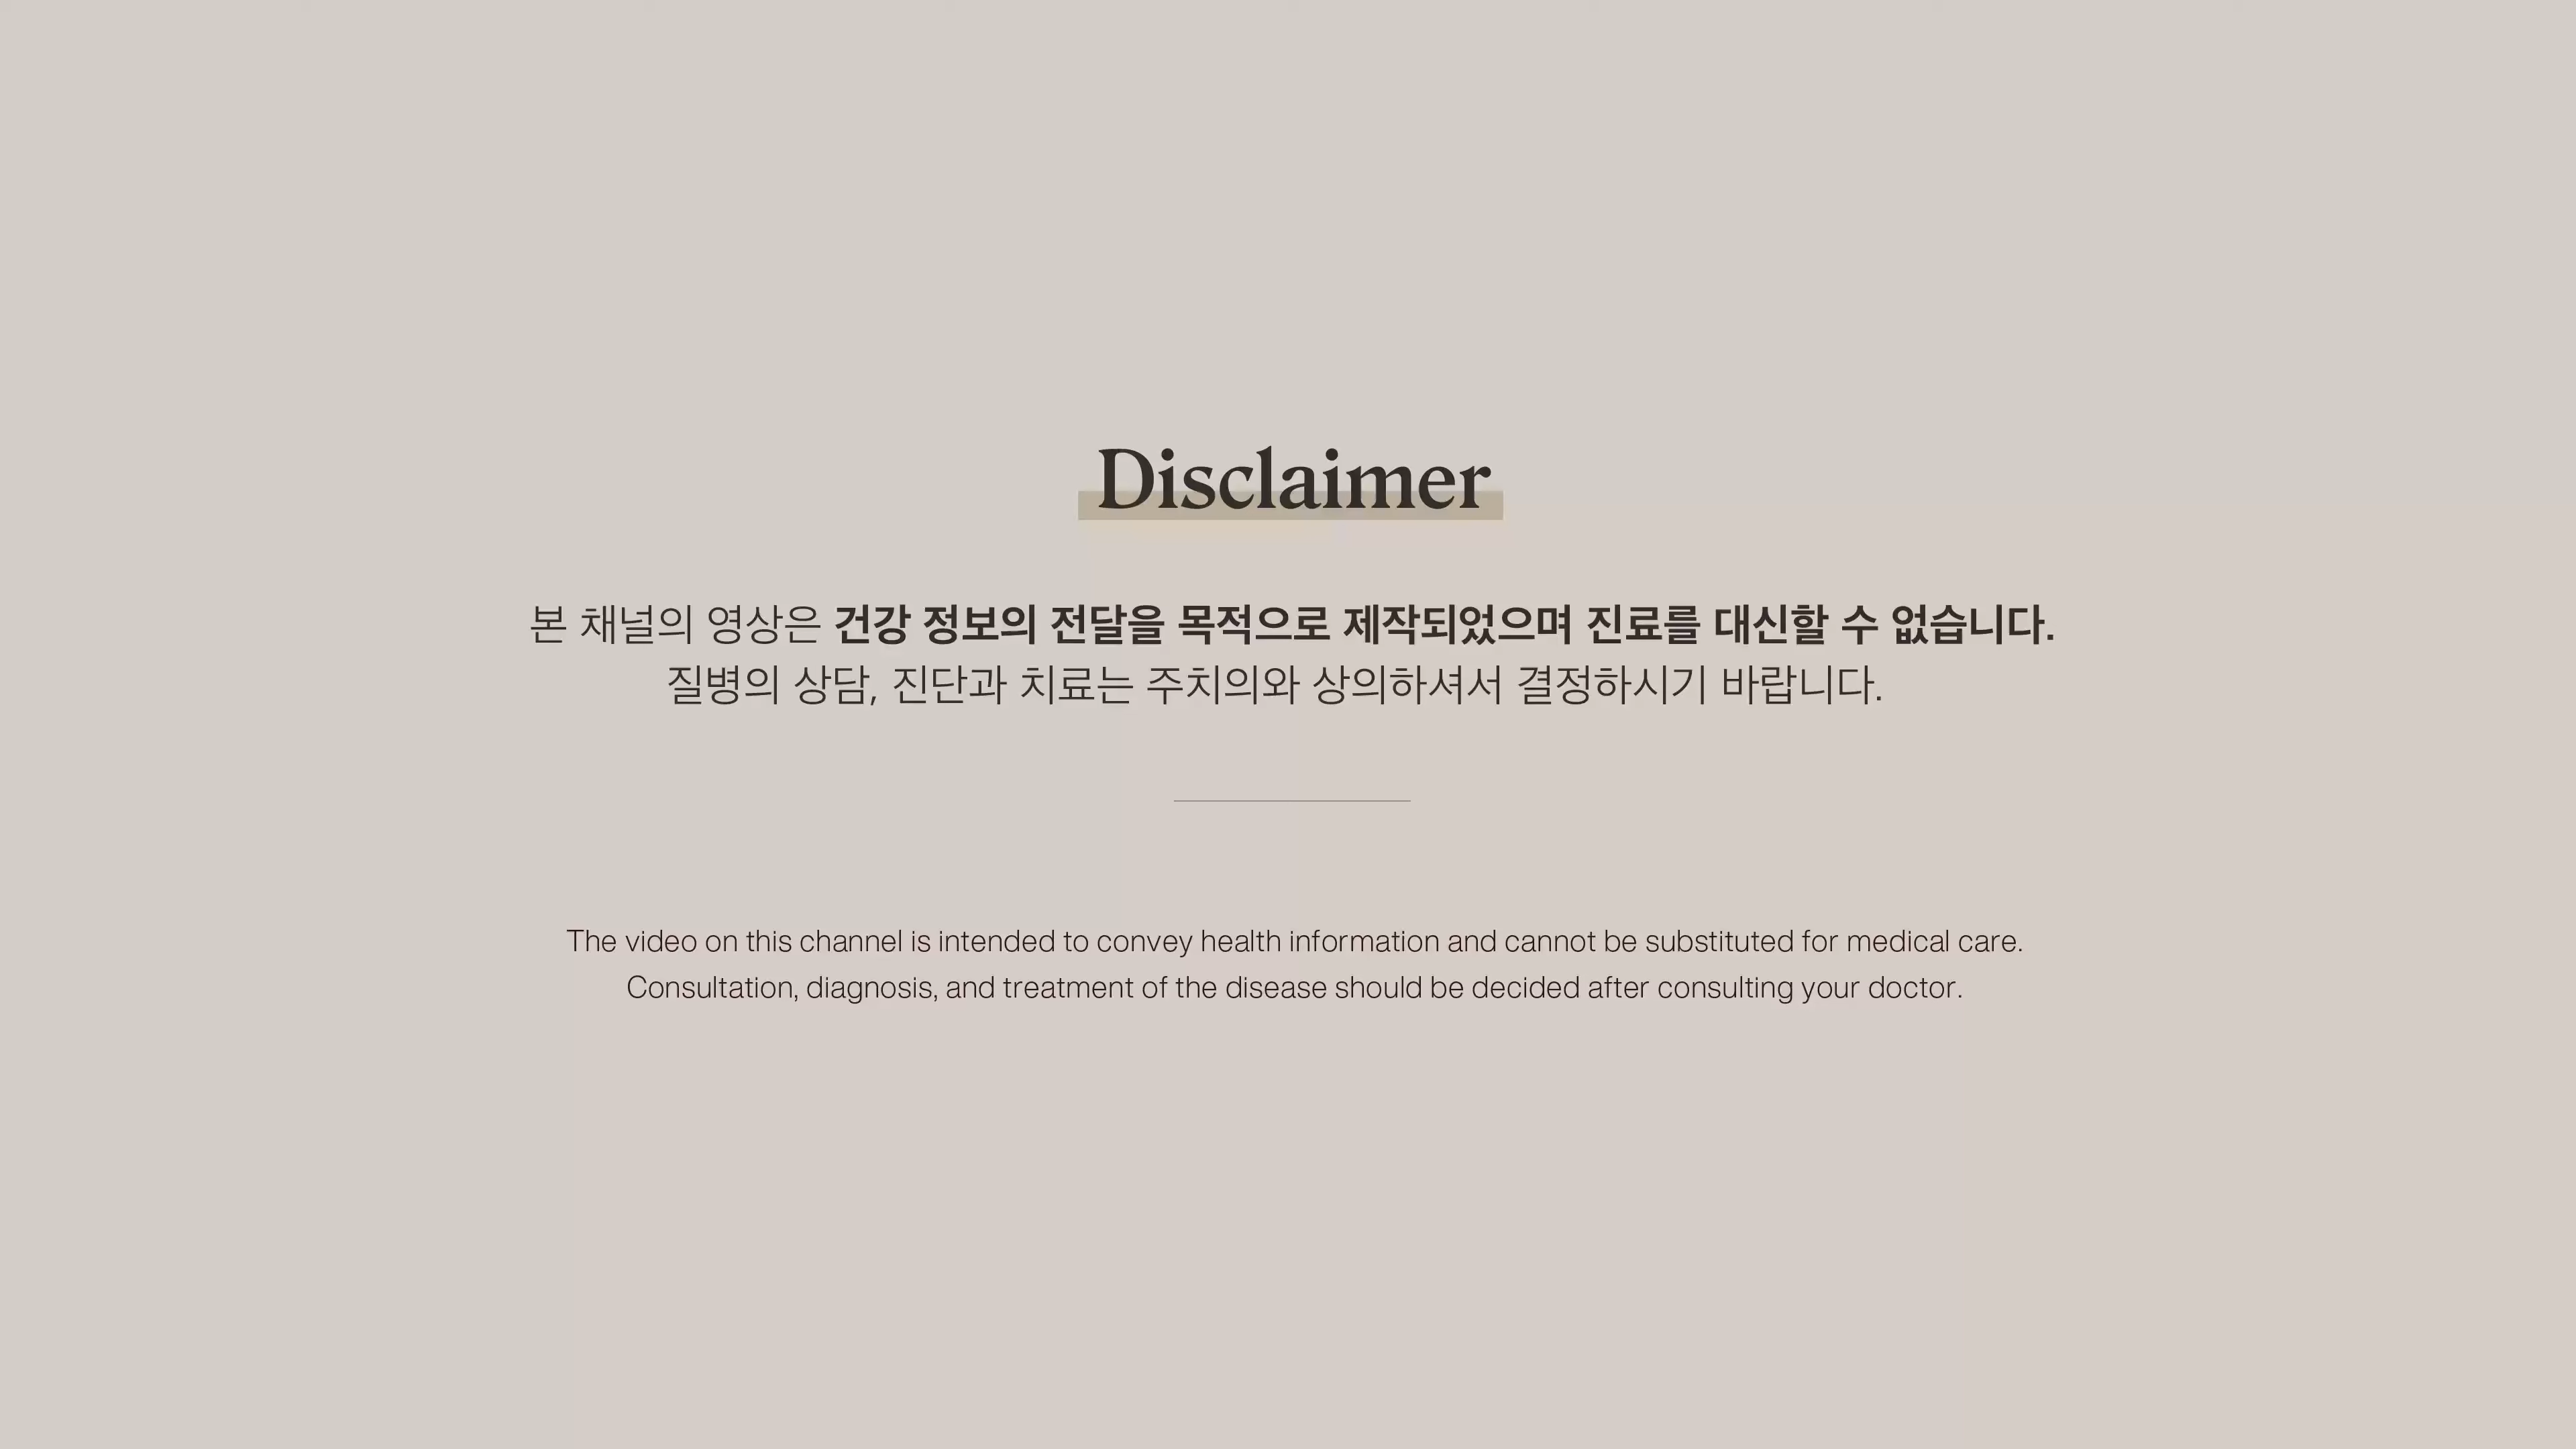 Disclaimer
본 채널의 영상은 건강 정보의 전달을 목적으로 제작되었으며 진료를 대신할 수 없습니다.
질병의 상담, 진단과 치료는 주치의와 상의하셔서 결정하시기 바랍니다.
The video on this channel is intended to convey health information and cannot be substituted for medical care.
Consultation, diagnosis, and treatment of the disease should be decided after consulting your doctor.